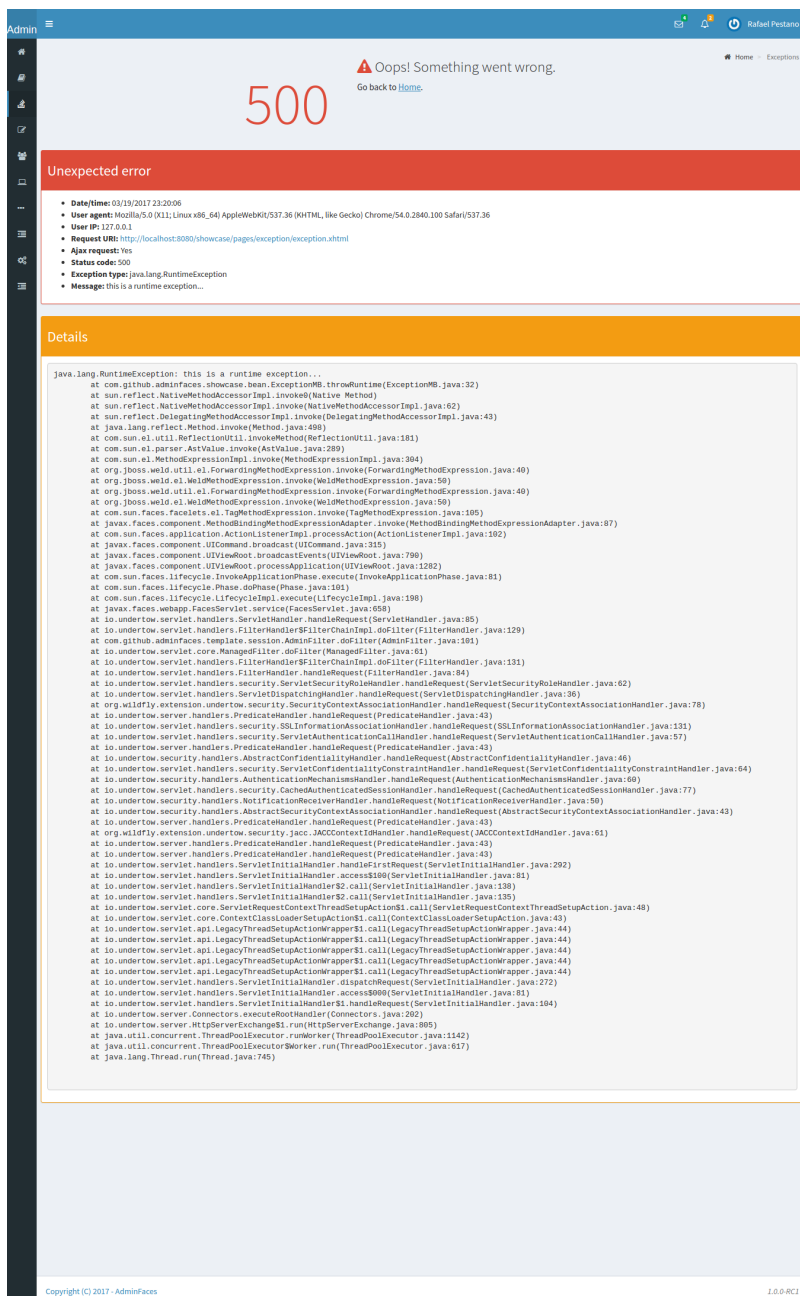 Admin
4
2
Rafael Pestano
Oops! Something went wrong.
Home
Exceptions
500
Go back to Home.
Unexpected error
Date/time: 03/19/2017 23:20:06
User agent: Mozilla/5.0 (X11; Linux x86_64) AppleWebKit/537.36 (KHTML, like Gecko) Chrome/54.0.2840.100 Safari/537.36
User IP: 127.0.0.1
Request URI: http://localhost:8080/showcase/pages/exception/exception.xhtml
Ajax request: Yes
Status code: 500
Exception type: java.lang.RuntimeException
Message: this is a runtime exception...
Details
java.lang.RuntimeException: this is a runtime exception...
at com.github.adminfaces.showcase.bean.ExceptionMB.throwRuntime(ExceptionMB.java:32)
at sun.reflect.NativeMethodAccessorImpl.invoke0(Native Method)
at sun.reflect.NativeMethodAccessorImpl.invoke(NativeMethodAccessorImpl.java:62)
at sun.reflect.DelegatingMethodAccessorImpl.invoke(DelegatingMethodAccessorImpl.java:43)
at java.lang.reflect.Method.invoke(Method.java:498)
at com.sun.el.util.ReflectionUtil.invokeMethod(ReflectionUtil.java:181)
at com.sun.el.parser.AstValue.invoke(AstValue.java:289)
at com.sun.el.MethodExpressionImpl.invoke(MethodExpressionImpl.java:304)
at org.jboss.weld.util.el.ForwardingMethodExpression.invoke(ForwardingMethodExpression.java:40)
at org.jboss.weld.el.WeldMethodExpression.invoke(WeldMethodExpression.java:50)
at org.jboss.weld.util.el.ForwardingMethodExpression.invoke(ForwardingMethodExpression.java:40)
at org.jboss.weld.el.WeldMethodExpression.invoke(WeldMethodExpression.java:50)
at com.sun.faces.facelets.el.TagMethodExpression.invoke(TagMethodExpression.java:105)
at javax.faces.component.MethodBindingMethodExpressionAdapter.invoke(MethodBindingMethodExpressionAdapter.java:87)
at com.sun.faces.application.ActionListenerImpl.processAction(ActionListenerImpl.java:102)
at javax.faces.component.UICommand.broadcast(UICommand.java:315)
at javax.faces.component.UIViewRoot.broadcastEvents(UIViewRoot.java:790)
at javax.faces.component.UIViewRoot.processApplication(UIViewRoot.java:1282)
at com.sun.faces.lifecycle.InvokeApplicationPhase.execute(InvokeApplicationPhase.java:81)
at com.sun.faces.lifecycle.Phase.doPhase(Phase.java:101)
at com.sun.faces.lifecycle.LifecycleImpl.execute(LifecycleImpl.java:198)
at javax.faces.webapp.FacesServlet.service(FacesServlet.java:658)
at io.undertow.servlet.handlers.ServletHandler.handleRequest(ServletHandler.java:85)
at io.undertow.servlet.handlers.FilterHandler$FilterChainImpl.doFilter(FilterHandler.java:129)
at com.github.adminfaces.template.session.AdminFilter.doFilter(AdminFilter.java:101)
at io.undertow.servlet.core.ManagedFilter.doFilter(ManagedFilter.java:61)
at io.undertow.servlet.handlers.FilterHandler$FilterChainImpl.doFilter(FilterHandler.java:131)
at io.undertow.servlet.handlers.FilterHandler.handleRequest(FilterHandler.java:84)
at io.undertow.servlet.handlers.security.ServletSecurityRoleHandler.handleRequest(ServletSecurityRoleHandler.java:62)
at io.undertow.servlet.handlers.ServletDispatchingHandler.handleRequest(ServletDispatchingHandler.java:36)
at org.wildfly.extension.undertow.security.SecurityContextAssociationHandler.handleRequest(SecurityContextAssociationHandler.java:78)
at io.undertow.server.handlers.PredicateHandler.handleRequest(PredicateHandler.java:43)
at io.undertow.servlet.handlers.security.SSLInformationAssociationHandler.handleRequest(SSLInformationAssociationHandler.java:131)
at io.undertow.servlet.handlers.security.ServletAuthenticationCallHandler.handleRequest(ServletAuthenticationCallHandler.java:57)
at io.undertow.server.handlers.PredicateHandler.handleRequest(PredicateHandler.java:43)
at io.undertow.security.handlers.AbstractConfidentialityHandler.handleRequest(AbstractConfidentialityHandler.java:46)
at io.undertow.servlet.handlers.security.ServletConfidentialityConstraintHandler.handleRequest(ServletConfidentialityConstraintHandler.java:64)
at io.undertow.security.handlers.AuthenticationMechanismsHandler.handleRequest(AuthenticationMechanismsHandler.java:60)
at io.undertow.servlet.handlers.security.CachedAuthenticatedSessionHandler.handleRequest(CachedAuthenticatedSessionHandler.java:77)
at io.undertow.security.handlers.NotificationReceiverHandler.handleRequest(NotificationReceiverHandler.java:50)
at io.undertow.security.handlers.AbstractSecurityContextAssociationHandler.handleRequest(AbstractSecurityContextAssociationHandler.java:43)
at io.undertow.server.handlers.PredicateHandler.handleRequest(PredicateHandler.java:43)
at org.wildfly.extension.undertow.security.jacc.JACCContextIdHandler.handleRequest(JACCContextIdHandler.java:61)
at io.undertow.server.handlers.PredicateHandler.handleRequest(PredicateHandler.java:43)
at io.undertow.server.handlers.PredicateHandler.handleRequest(PredicateHandler.java:43)
at io.undertow.servlet.handlers.ServletInitialHandler.handleFirstRequest(ServletInitialHandler.java:292)
at io.undertow.servlet.handlers.ServletInitialHandler.access$100(ServletInitialHandler.java:81)
at io.undertow.servlet.handlers.ServletInitialHandler$2.call(ServletInitialHandler.java:138)
at io.undertow.servlet.handlers.ServletInitialHandler$2.call(ServletInitialHandler.java:135)
at io.undertow.servlet.core.ServletRequestContextThreadSetupAction$1.call(ServletRequestContextThreadSetupAction.java:48)
at io.undertow.servlet.core.ContextClassLoaderSetupAction$1.call(ContextClassLoaderSetupAction.java:43)
at io.undertow.servlet.api.LegacyThreadSetupActionWrapper$1.call(LegacyThreadSetupActionWrapper.java:44)
at io.undertow.servlet.api.LegacyThreadSetupActionWrapper$1.call(LegacyThreadSetupActionWrapper.java:44)
at io.undertow.servlet.api.LegacyThreadSetupActionWrapper$1.call(LegacyThreadSetupActionWrapper.java:44)
at io.undertow.servlet.api.LegacyThreadSetupActionWrapper$1.call(LegacyThreadSetupActionWrapper.java:44)
at io.undertow.servlet.api.LegacyThreadSetupActionWrapper$1.call(LegacyThreadSetupActionWrapper.java:44)
at io.undertow.servlet.handlers.ServletInitialHandler.dispatchRequest(ServletInitialHandler.java:272)
at io.undertow.servlet.handlers.ServletInitialHandler.access$000(ServletInitialHandler.java:81)
at io.undertow.servlet.handlers.ServletInitialHandler$1.handleRequest(ServletInitialHandler.java:104)
at io.undertow.server.Connectors.executeRootHandler(Connectors.java:202)
at io.undertow.server.HttpServerExchange$1.run(HttpServerExchange.java:805)
at java.util.concurrent.ThreadPoolExecutor.runWorker(ThreadPoolExecutor.java:1142)
at java.util.concurrent.ThreadPoolExecutor$Worker.run(ThreadPoolExecutor.java:617)
at java.lang.Thread.run(Thread.java:745)
Copyright (C) 2017 - AdminFaces
1.0.0-RC1